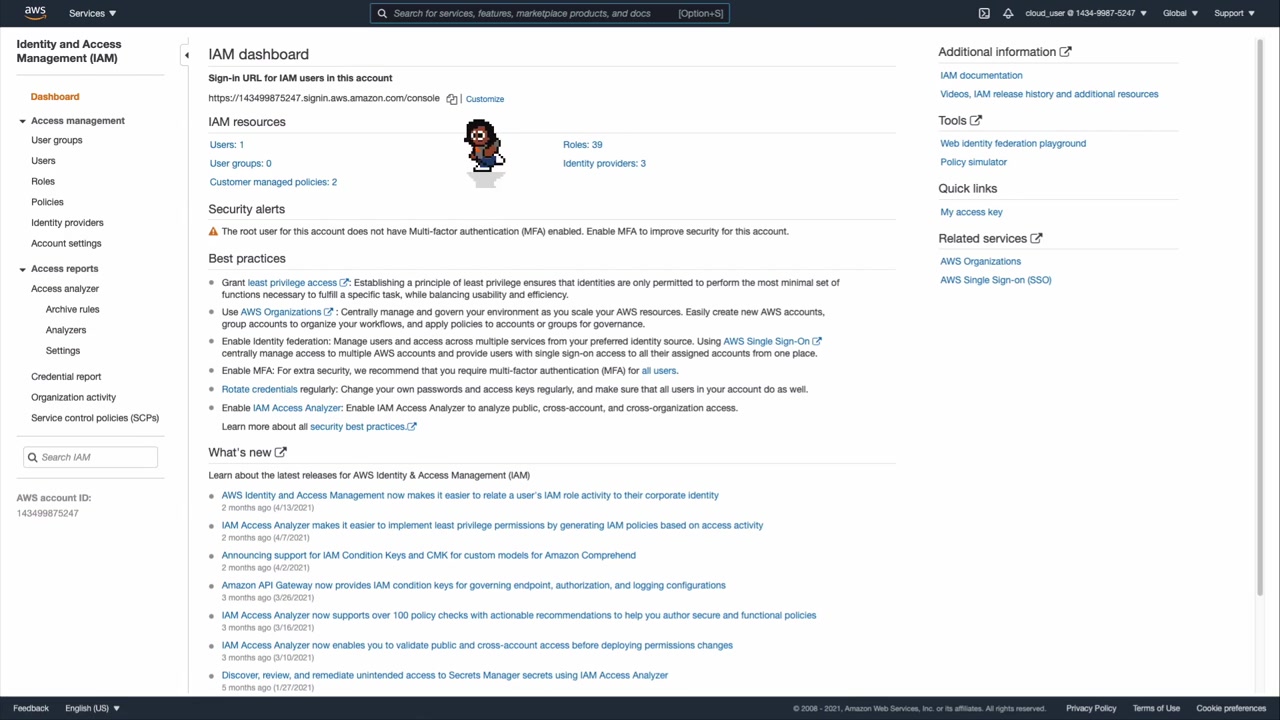 aws
Services
Search for services, features, marketplace products, and docs [Option+S]
cloud_user @ 1434-9987-5247
Global
Support
Identity and Access
Management (IAM)
Dashboard
Access management
User groups
Users
Roles
Policies
Identity providers
Account settings
Access reports
Access analyzer
Archive rules
Analyzers
Settings
Credential report
Organization activity
Service control policies (SCPs)
Search IAM
AWS account ID:
143499875247
IAM dashboard
Sign-in URL for IAM users in this account
https://143499875247.signin.aws.amazon.com/console | Customize
IAM resources
Users: 1
Roles: 39
User groups: 0
Identity providers: 3
Customer managed policies: 2
Security alerts
The root user for this account does not have Multi-factor authentication (MFA) enabled. Enable MFA to improve security for this account.
Best practices
Grant least privilege access : Establishing a principle of least privilege ensures that identities are only permitted to perform the most minimal set of
functions necessary to fulfill a specific task, while balancing usability and efficiency.
Use AWS Organizations : Centrally manage and govern your environment as you scale your AWS resources. Easily create new AWS accounts,
group accounts to organize your workflows, and apply policies to accounts or groups for governance.
Enable Identity federation: Manage users and access across multiple services from your preferred identity source. Using AWS Single Sign-On
centrally manage access to multiple AWS accounts and provide users with single sign-on access to all their assigned accounts from one place.
Enable MFA: For extra security, we recommend that you require multi-factor authentication (MFA) for all users.
Rotate credentials regularly: Change your own passwords and access keys regularly, and make sure that all users in your account do as well.
Enable IAM Access Analyzer: Enable IAM Access Analyzer to analyze public, cross-account, and cross-organization access.
Learn more about all security best practices.
What's new
Learn about the latest releases for AWS Identity & Access Management (IAM)
AWS Identity and Access Management now makes it easier to relate a user's IAM role activity to their corporate identity
2 months ago (4/13/2021)
IAM Access Analyzer makes it easier to implement least privilege permissions by generating IAM policies based on access activity
2 months ago (4/7/2021)
Announcing support for IAM Condition Keys and CMK for custom models for Amazon Comprehend
2 months ago (4/2/2021)
Amazon API Gateway now provides IAM condition keys for governing endpoint, authorization, and logging configurations
3 months ago (3/26/2021)
IAM Access Analyzer now supports over 100 policy checks with actionable recommendations to help you author secure and functional policies
3 months ago (3/16/2021)
IAM Access Analyzer now enables you to validate public and cross-account access before deploying permissions changes
3 months ago (3/10/2021)
Discover, review, and remediate unintended access to Secrets Manager secrets using IAM Access Analyzer
5 months ago (1/27/2021)
Additional information
IAM documentation
Videos, IAM release history and additional resources
Tools
Web identity federation playground
Policy simulator
Quick links
My access key
Related services
AWS Organizations
AWS Single Sign-on (SSO)
Feedback
English (US)
© 2008 - 2021, Amazon Web Services, Inc. or its affiliates. All rights reserved.
Privacy Policy
Terms of Use
Cookie preferences